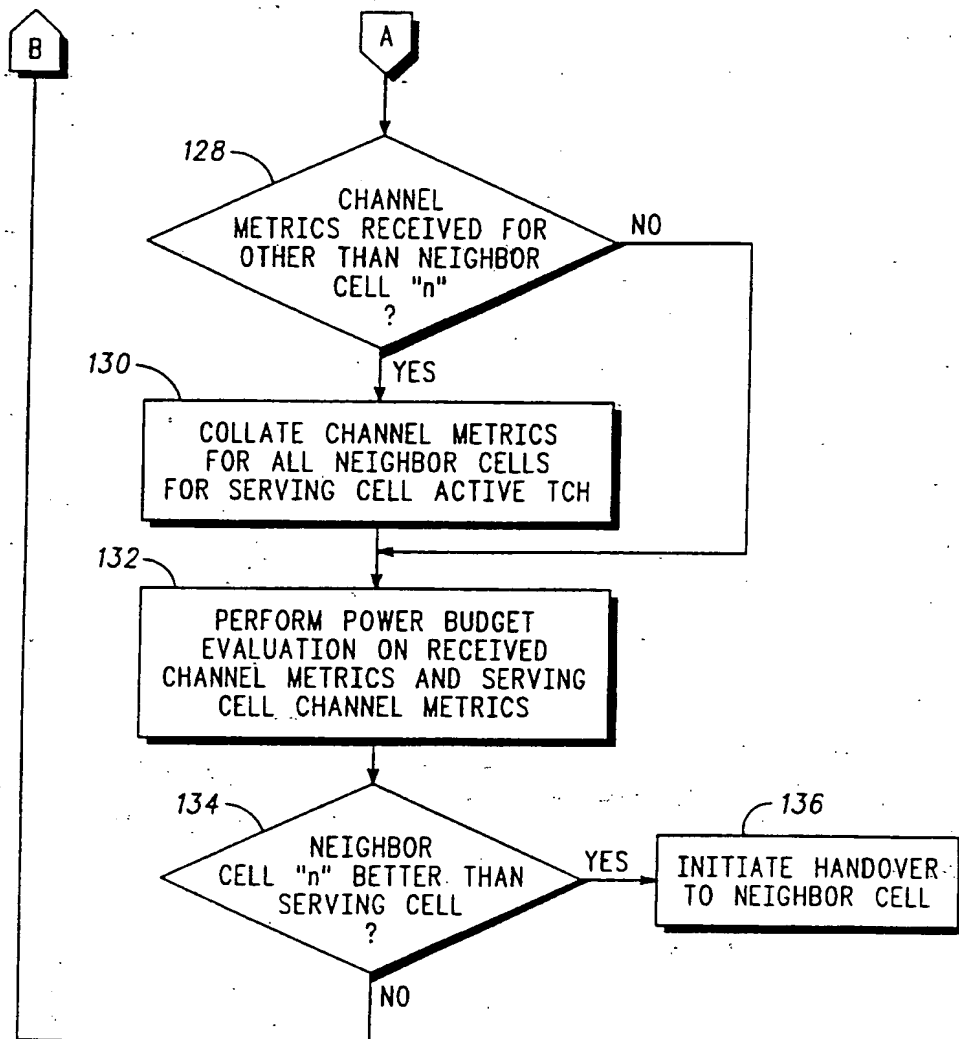 B
A
128
CHANNEL
METRICS RECEIVED FOR
OTHER THAN NEIGHBOR
CELL "n"
?
NO
YES
130
COLLATE CHANNEL METRICS
FOR ALL NEIGHBOR CELLS
FOR SERVING CELL ACTIVE TCH
132
PERFORM POWER BUDGET
EVALUATION ON RECEIVED
CHANNEL METRICS AND SERVING
CELL CHANNEL METRICS
134
NEIGHBOR
CELL "n" BETTER THAN
SERVING CELL
?
YES
136
INITIATE HANDOVER
TO NEIGHBOR CELL
NO